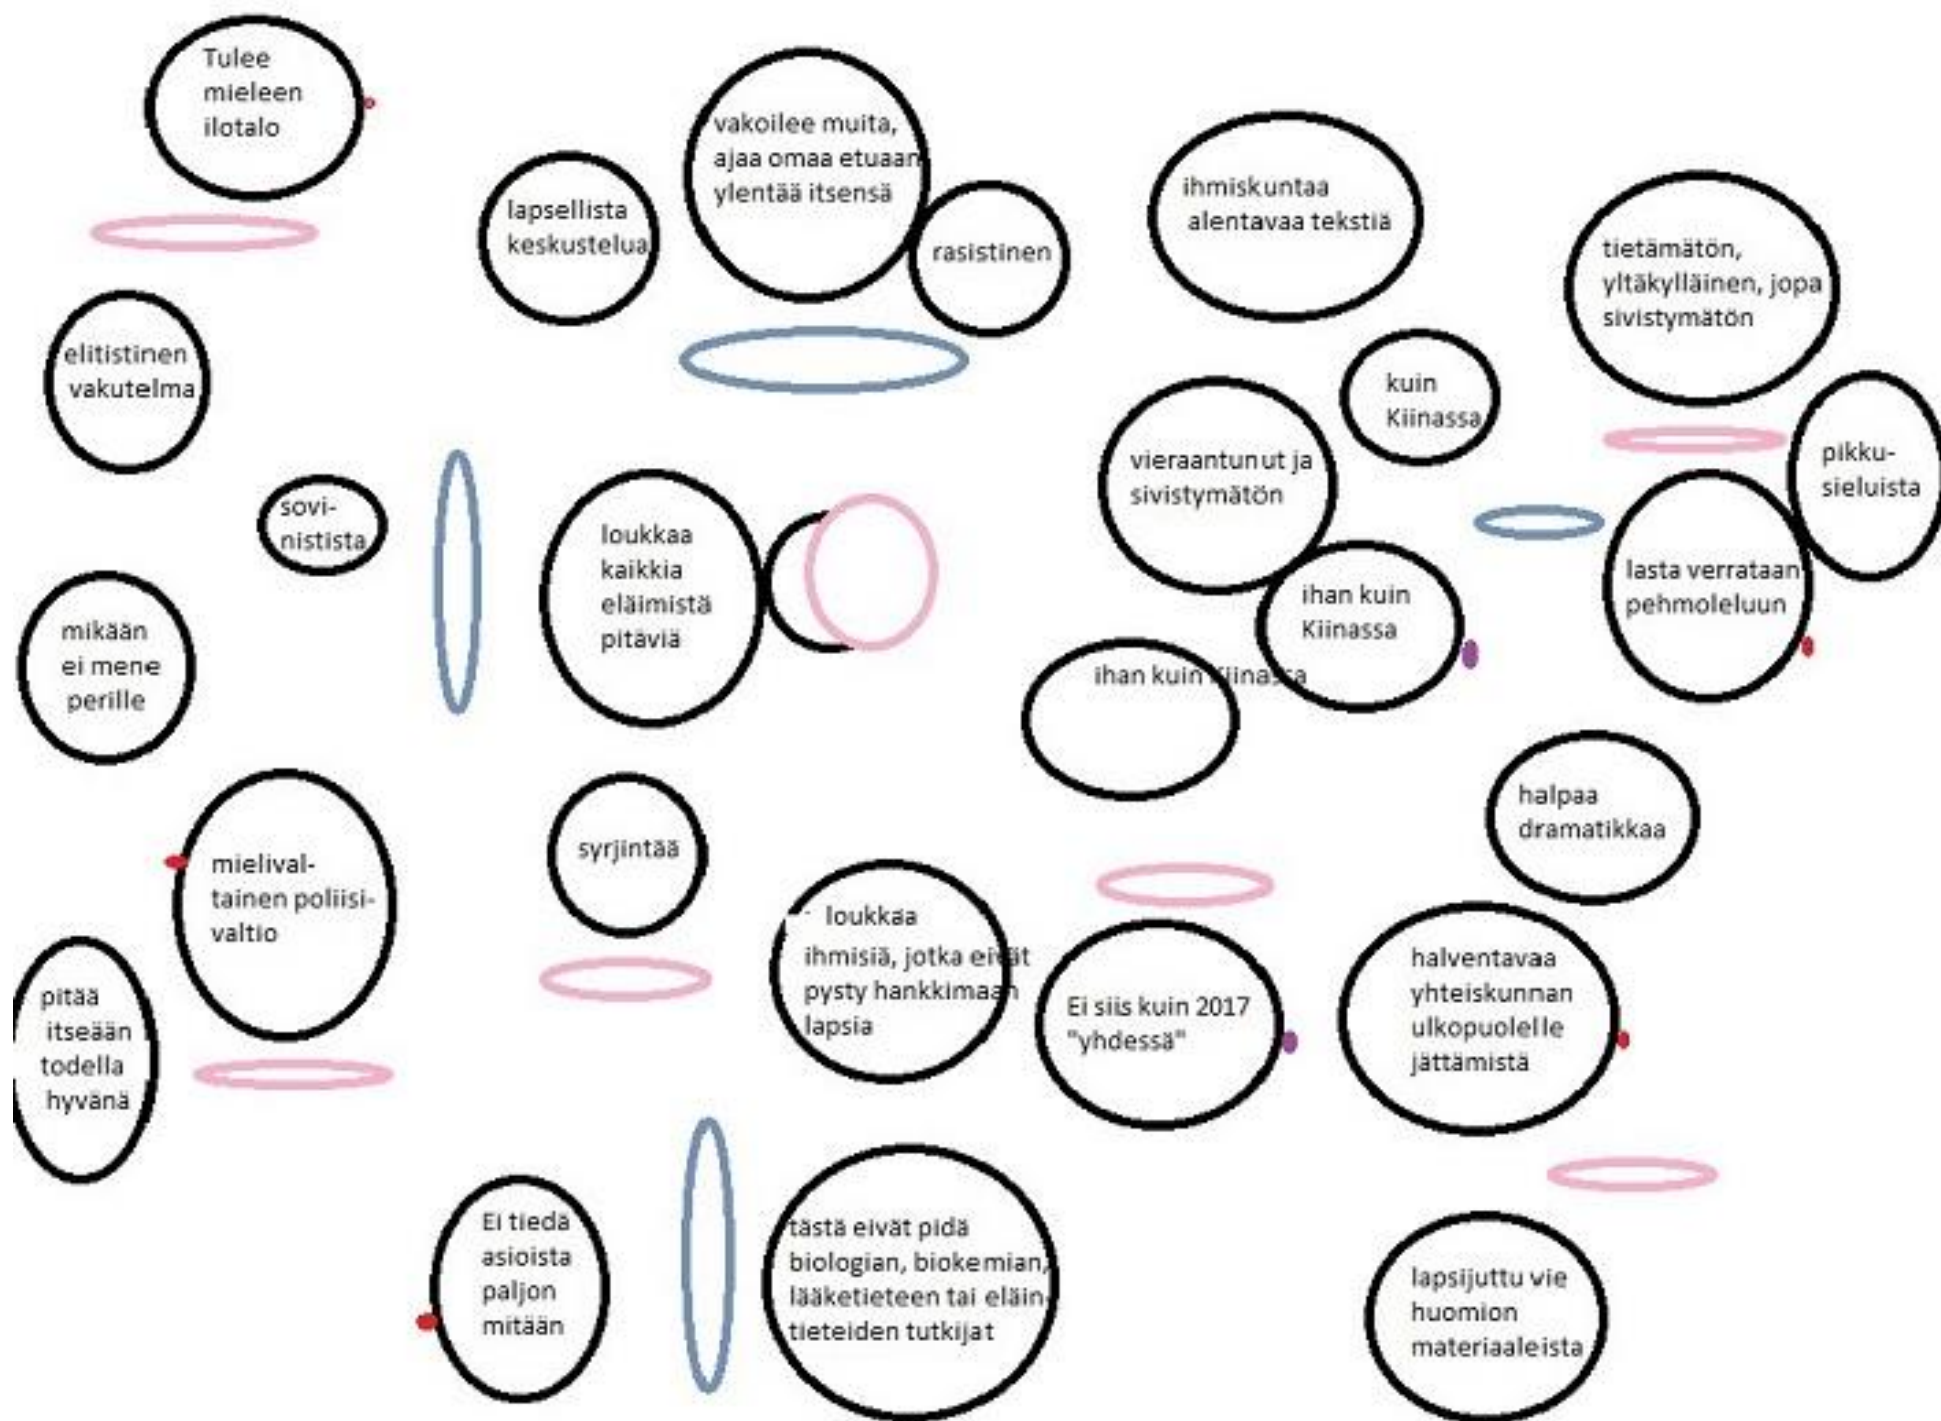 Tulee
mieleen
ilotalo
vakoilee muita,
ajaa omaa etuaan
ylentää itsensä
lapsellista
keskustelua
rasistinen
ihmiskuntaa
alentavaa tekstiä
tietämätön,
yltäkylläinen, jopa
sivistymätön
elitistinen
vakutelma
kuin
Kiinassa
vieraantunut ja
sivistymätön
pikku-
sieluista
sovi-
nistista
loukkaa
kaikkia
eläimistä
pitäviä
ihan kuin
Kiinassa
lasta verrataan
pehmoleluun
mikään
ei mene
perille
ihan kuin Kiinassa
halpaa
dramatikkaa
mielival-
tainen poliisi-
valtio
syrjintää
loukkaa
ihmisiä, jotka eivät
pysty hankkimaan
lapsia
Ei siis kuin 2017
"yhdessä"
halventavaa
yhteiskunnan
ulkopuolelle
jättämistä
pitää
itseään
todella
hyvänä
Ei tiedä
asioista
paljon
mitään
tästä eivät pidä
biologian, biokemian,
lääketieteen tai eläin-
tieteiden tutkijat
lapsijuttu vie
huomion
materiaaleista